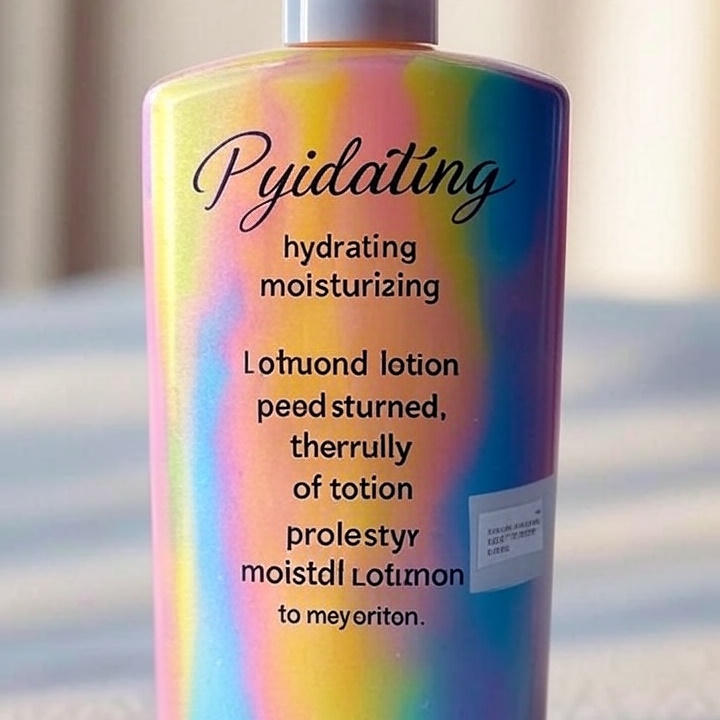 Pyidating
hydrating
moisturizing
Lotruond lotion
peed sturned,
therrully
of totion
prolestyr
moistdl Lotirnon
to meyoriton.